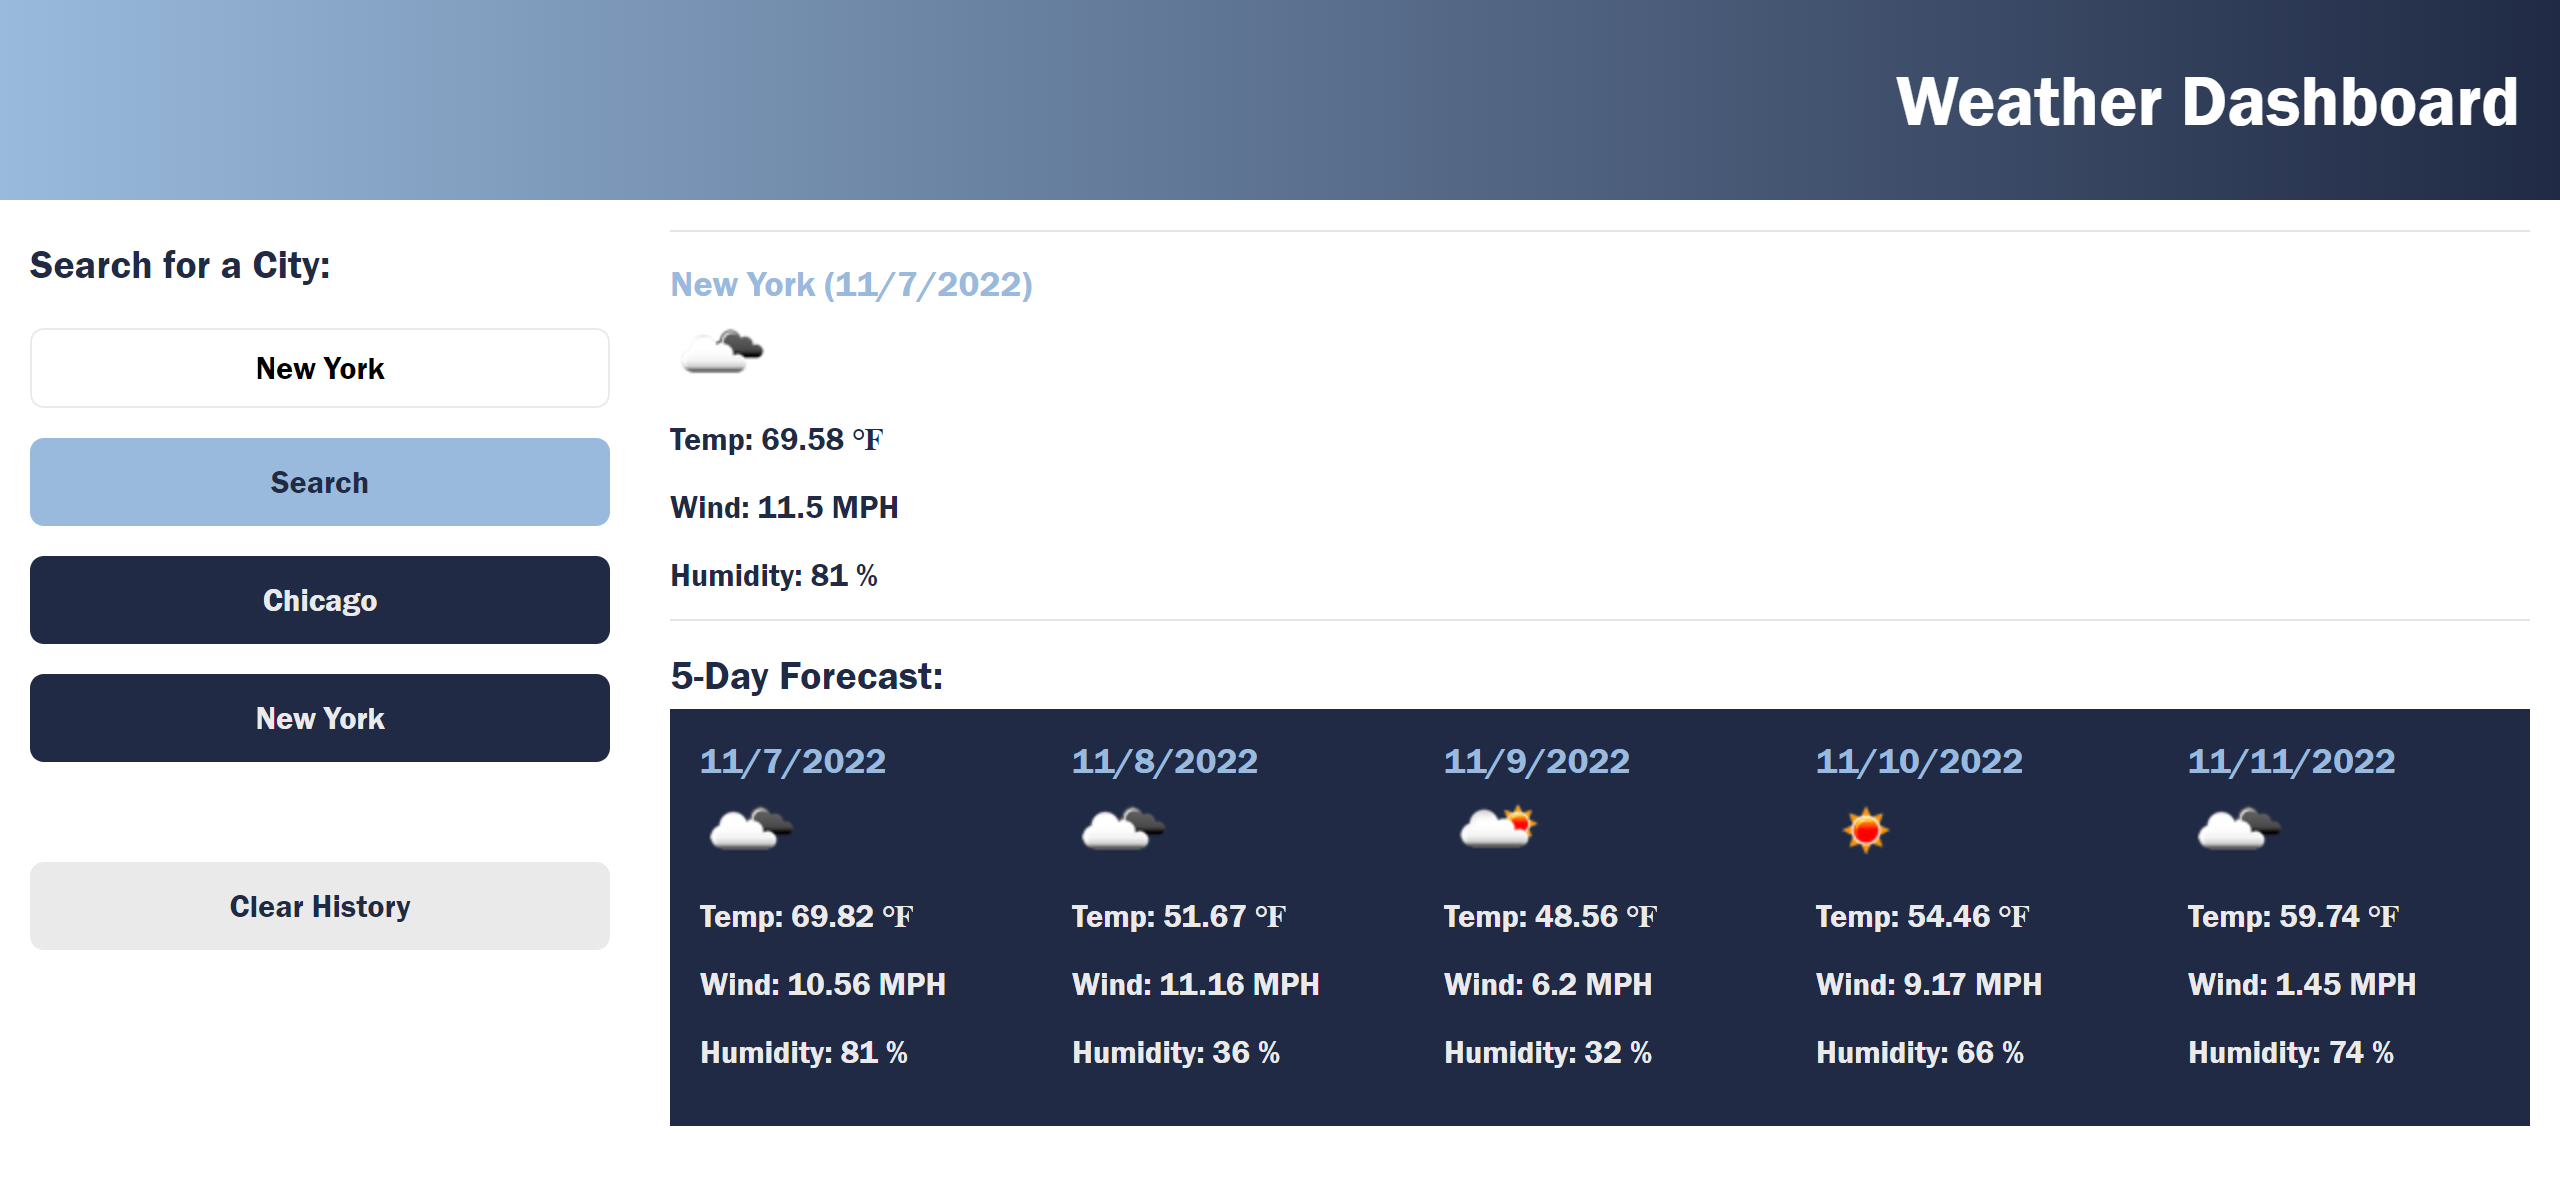 Weather Dashboard
Search for a City:
New York
Search
Chicago
New York
Clear History
New York (11/7/2022)
Temp: 69.58 °F
Wind: 11.5 MPH
Humidity: 81 %
5-Day Forecast:
11/7/2022
Temp: 69.82 °F
Wind: 10.56 MPH
Humidity: 81 %
11/8/2022
Temp: 51.67 °F
Wind: 11.16 MPH
Humidity: 36 %
11/9/2022
Temp: 48.56 °F
Wind: 6.2 MPH
Humidity: 32 %
11/10/2022
Temp: 54.46 °F
Wind: 9.17 MPH
Humidity: 66 %
11/11/2022
Temp: 59.74 °F
Wind: 1.45 MPH
Humidity: 74 %